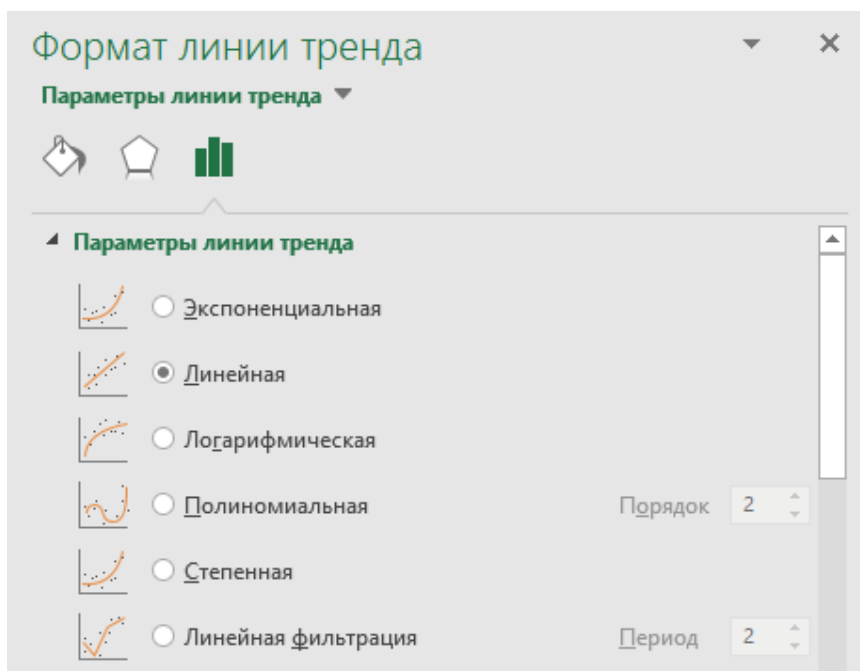 Формат линии тренда
Параметры линии тренда
Параметры линии тренда
Экспоненциальная
Линейная
Логарифмическая
Полиномиальная Порядок 2
Степенная
Линейная фильтрация Период 2